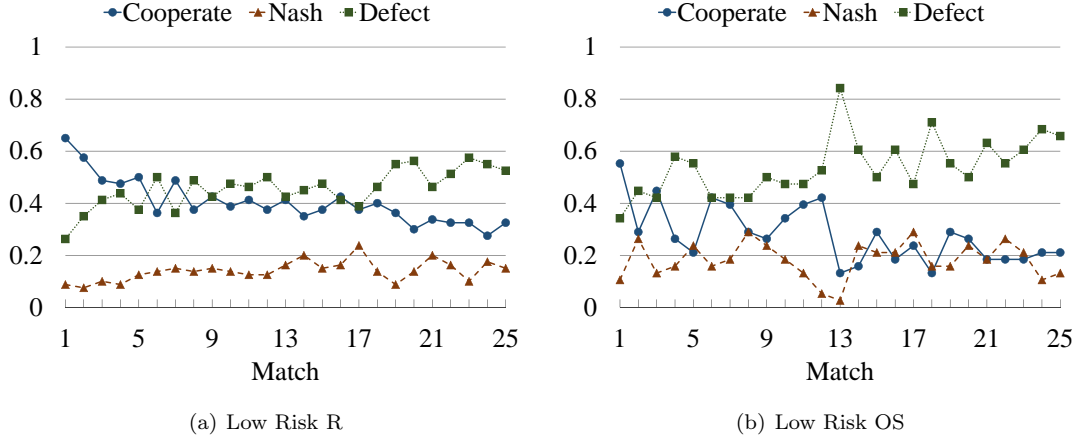 Cooperate Nash Defect
1
0.8
0.6
0.4
0.2
0
1 5 9 13 17 21 25
Match
(a) Low Risk R
Cooperate Nash Defect
1
0.8
0.6
0.4
0.2
0
1 5 9 13 17 21 25
Match
(b) Low Risk OS